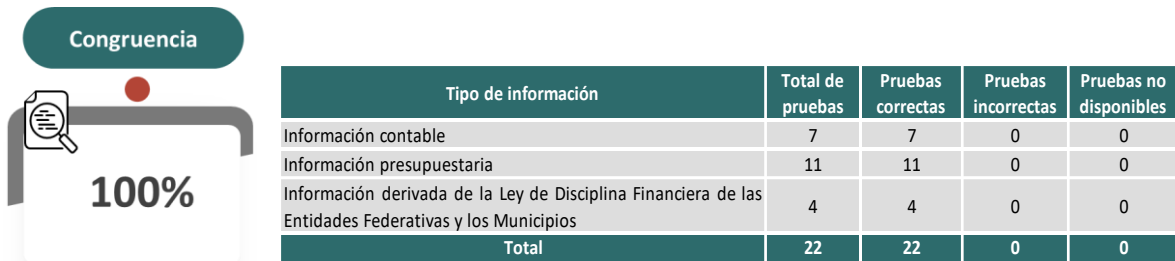 Congruencia
100%
Tipo de información Total de pruebas Pruebas correctas Pruebas incorrectas Pruebas no disponibles
Información contable 7 7 0 0
Información presupuestaria 11 11 0 0
Información derivada de la Ley de Disciplina Financiera de las
Entidades Federativas y los Municipios 4 4 0 0
Total 22 22 0 0